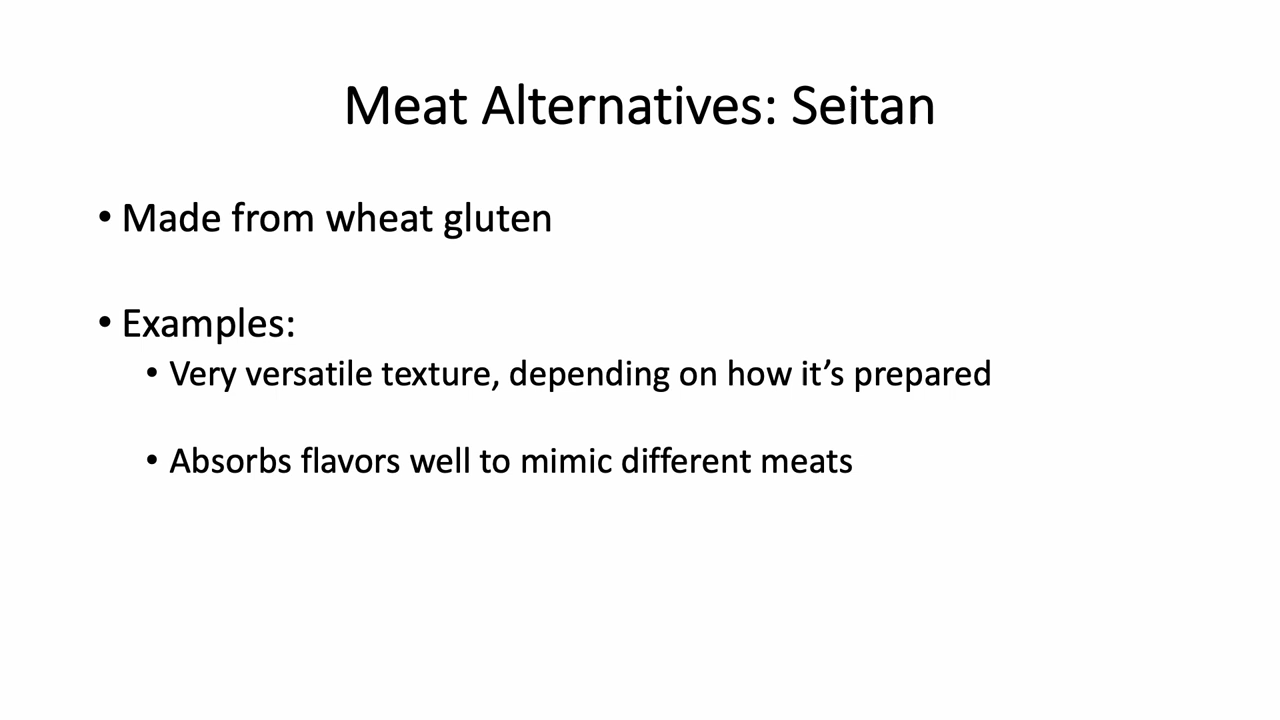 Meat Alternatives: Seitan
• Made from wheat gluten
• Examples:
• Very versatile texture, depending on how it’s prepared
• Absorbs flavors well to mimic different meats